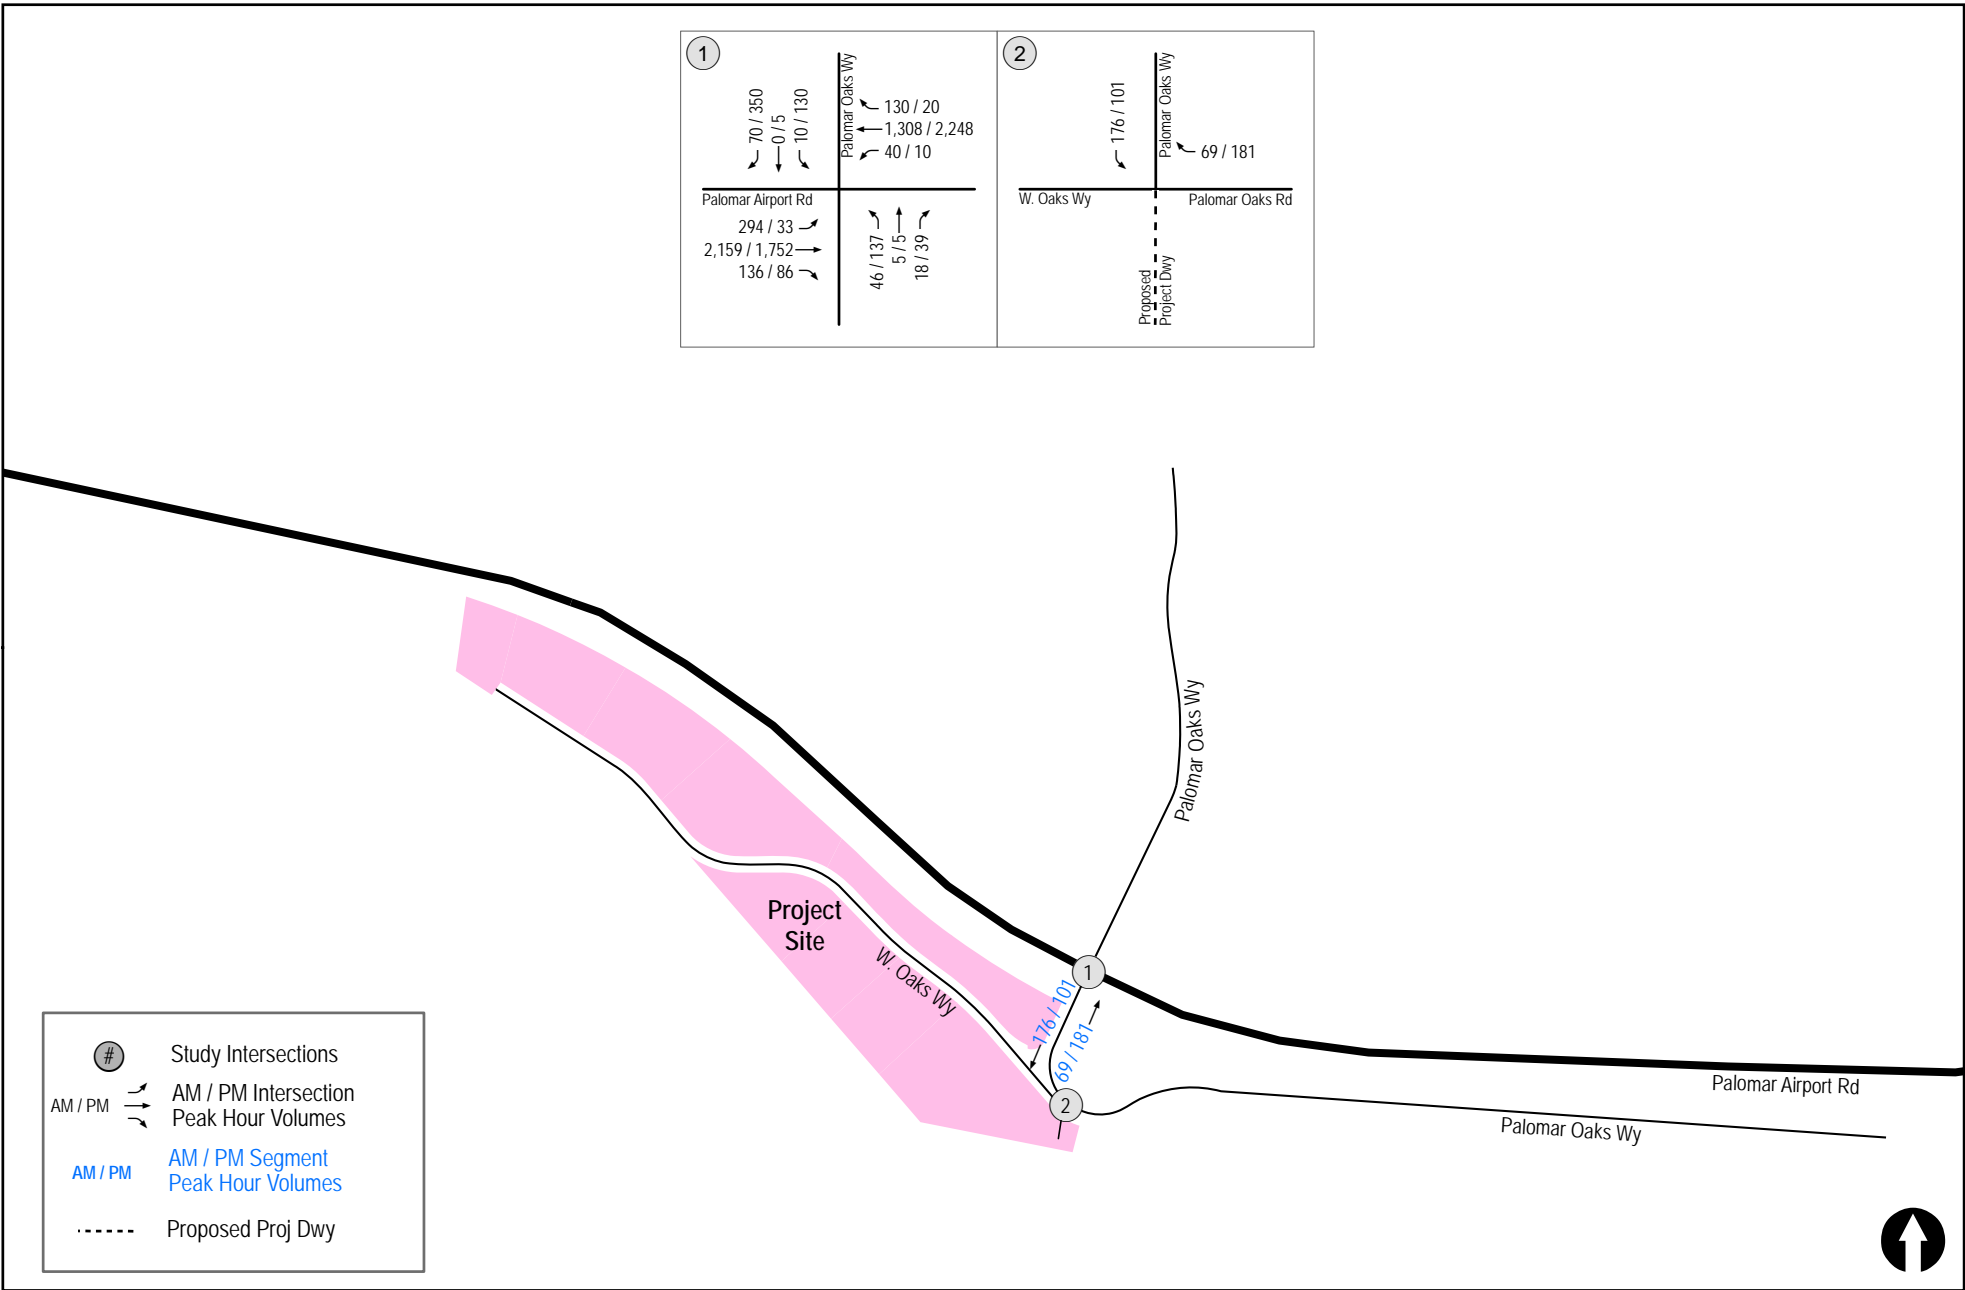 1
70 / 350
0 / 5
10 / 130
Palomar Oaks Wy
130 / 20
1,308 / 2,248
40 / 10
Palomar Airport Rd
294 / 33
2,159 / 1,752
136 / 86
46 / 137
5 / 5
18 / 39
2
176 / 101
Palomar Oaks Wy
69 / 181
W. Oaks Wy
Palomar Oaks Rd
Proposed
Project Dwy
Palomar Oaks Wy
Project
Site
W. Oaks Wy
1
176 / 101
69 / 181
2
Palomar Airport Rd
Palomar Oaks Wy
#
Study Intersections
AM / PM
AM / PM Intersection
Peak Hour Volumes
AM / PM
AM / PM Segment
Peak Hour Volumes
Proposed Proj Dwy